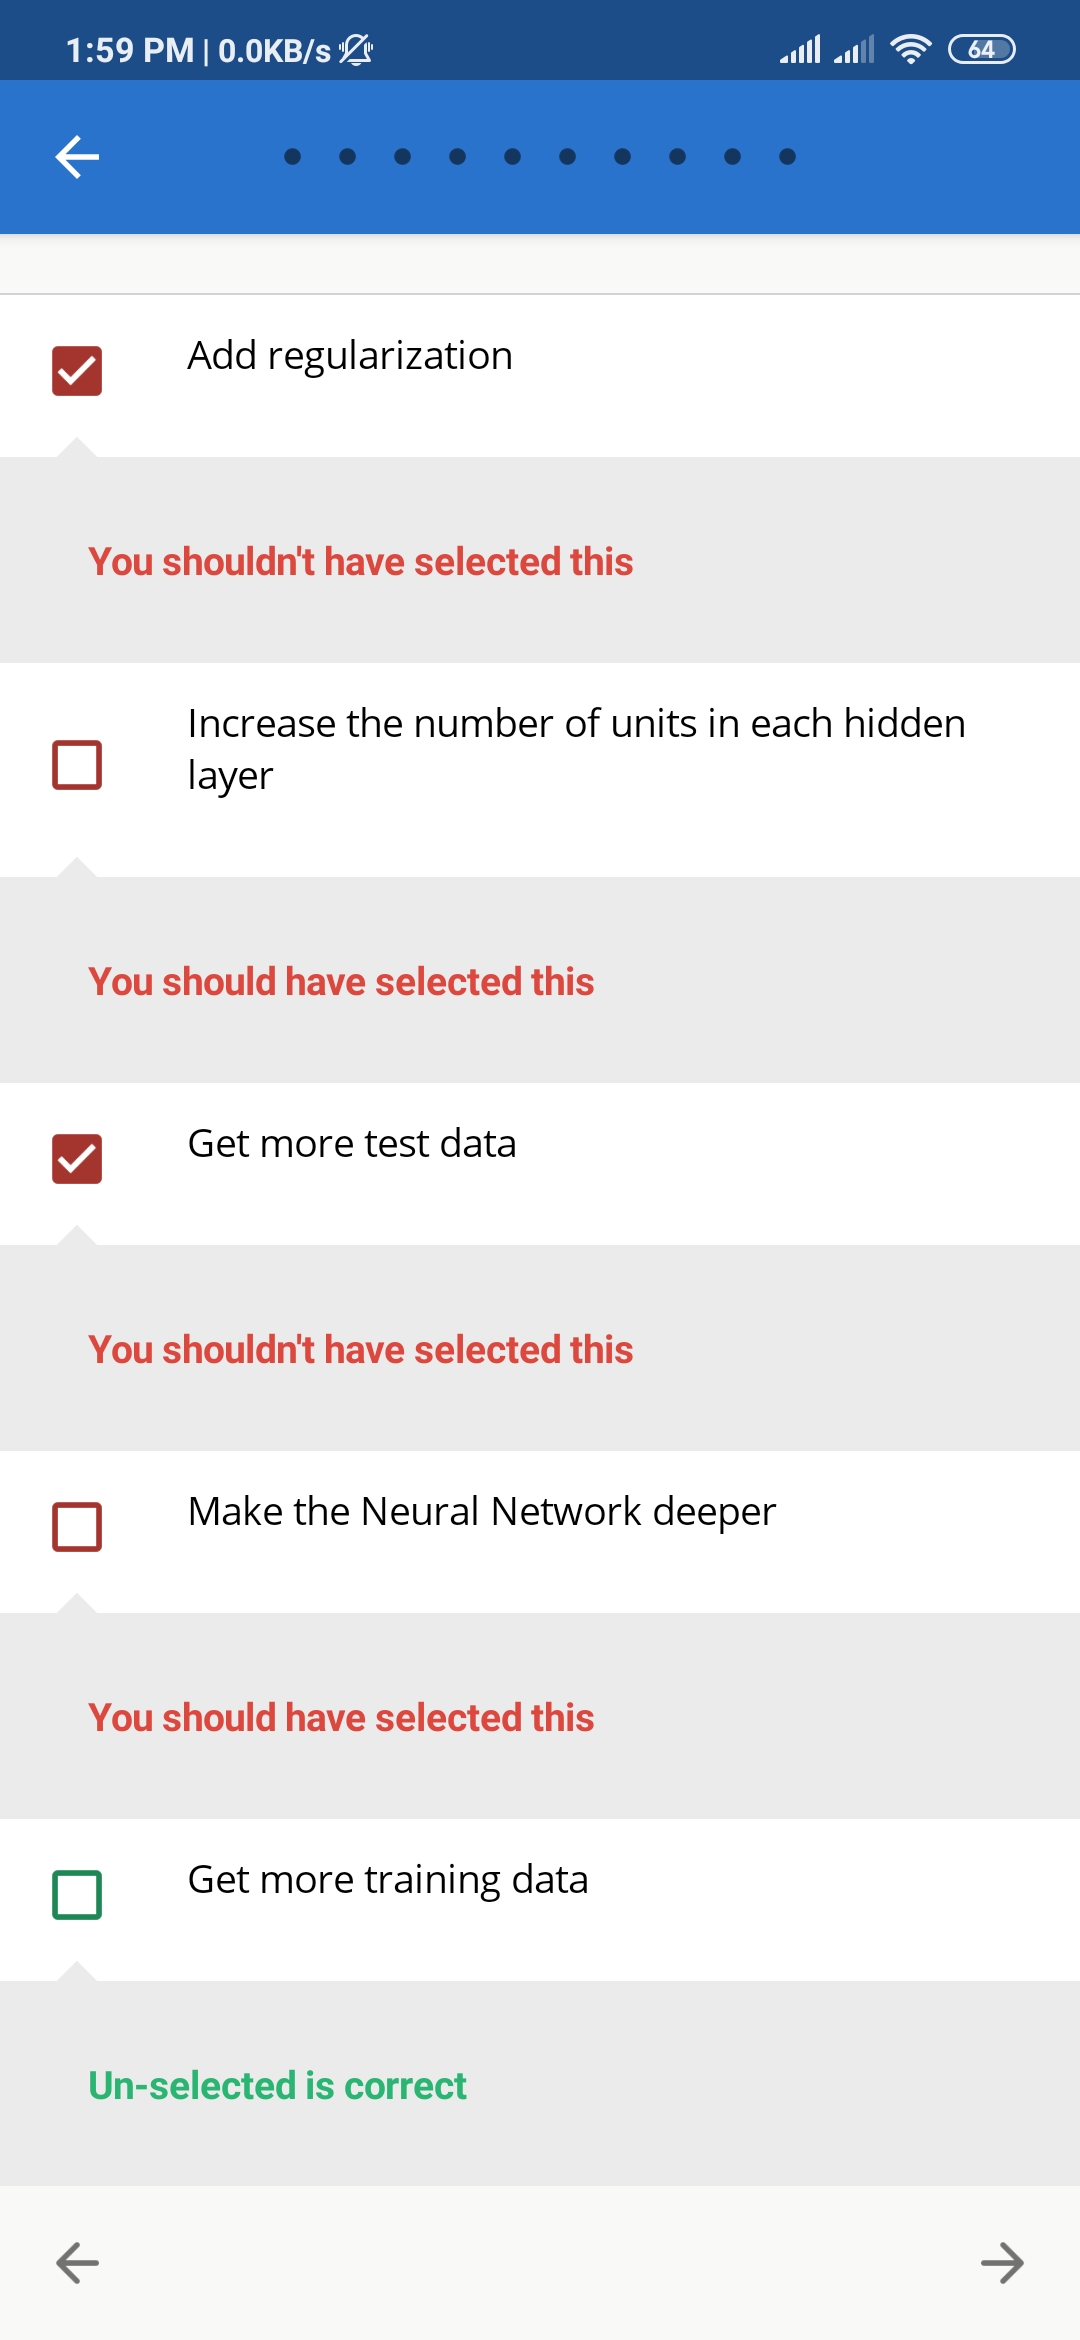 1:59 PM | 0.0KB/s
64
Add regularization
You shouldn't have selected this
Increase the number of units in each hidden
layer
You should have selected this
Get more test data
You shouldn't have selected this
Make the Neural Network deeper
You should have selected this
Get more training data
Un-selected is correct